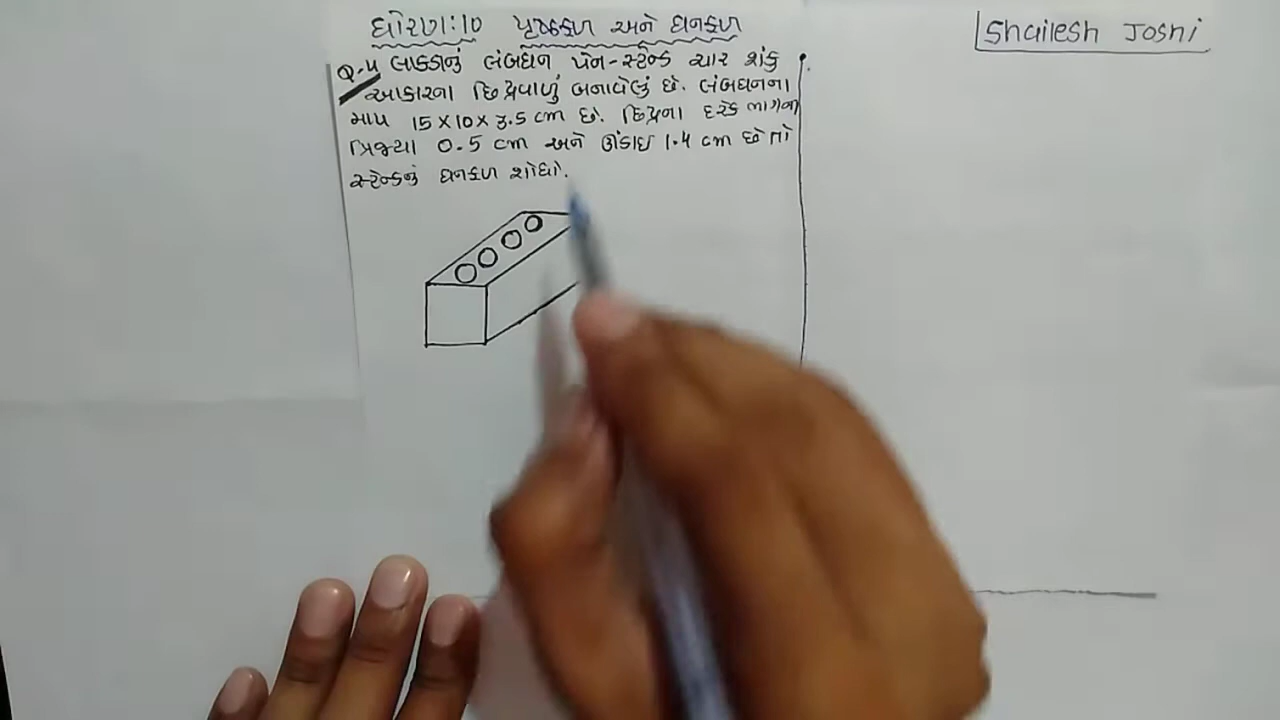 ધોરણ:10 પૃષ્ઠફળ અને ઘનફળ
Shailesh Joshi
Q-4 લાકડાનું લંબઘન પેન-સ્ટેન્ડ ચાર શંકુ
આકારના છિદ્રવાળું બનાવેલું છે. લંબઘનના
માપ 15 × 10 × 3.5 cm છે. છિદ્રના દરેક ભાગની
ત્રિજ્યા 0.5 cm અને ઊંડાઈ 1.4 cm છે તો
સ્ટેન્ડનું ઘનફળ શોધો.